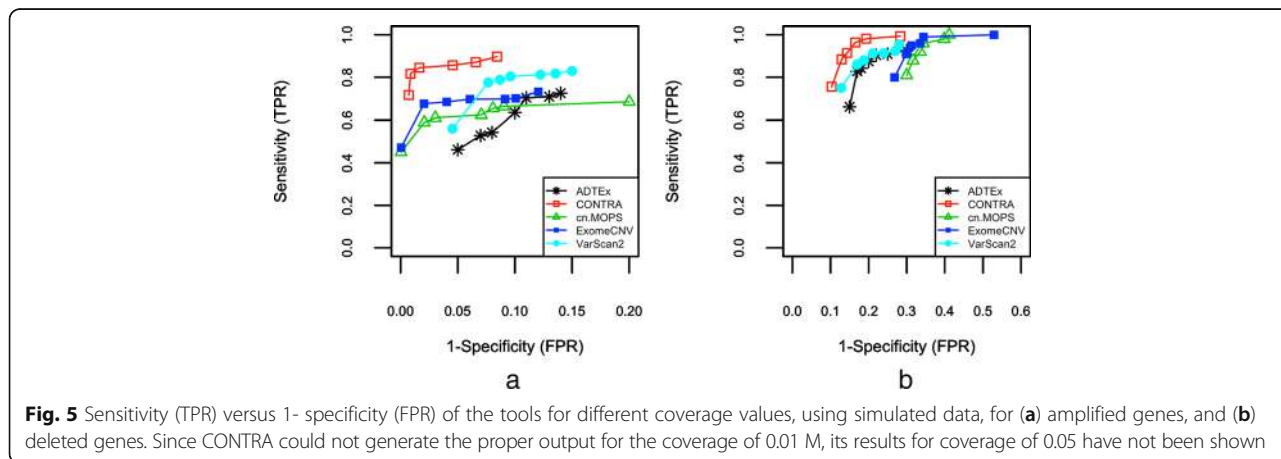 Sensitivity (TPR)
1.0
0.8
0.6
0.4
0.2
0.0
ADTEx
CONTRA
cn.MOPS
ExomeCNV
VarScan2
0.00 0.05 0.10 0.15 0.20
1-Specificity (FPR)
a
Sensitivity (TPR)
1.0
0.8
0.6
0.4
0.2
0.0
ADTEx
CONTRA
cn.MOPS
ExomeCNV
VarScan2
0.0 0.1 0.2 0.3 0.4 0.5 0.6
1-Specificity (FPR)
b
Fig. 5 Sensitivity (TPR) versus 1- specificity (FPR) of the tools for different coverage values, using simulated data, for (a) amplified genes, and (b)
deleted genes. Since CONTRA could not generate the proper output for the coverage of 0.01 M, its results for coverage of 0.05 have not been shown